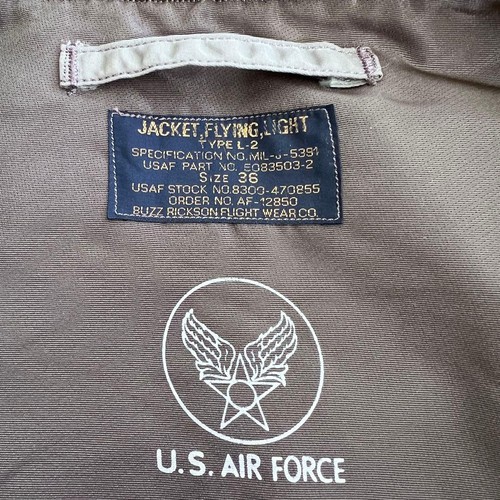 JACKET, FLYING, LIGHT
TYPE L-2
SPECIFICATION NO. MIL-J-5391
USAF PART NO. 5083503-2
SIZE 36
USAF STOCK NO. 8300-470855
ORDER NO. AF-12850
BUZZ RICKSON FLIGHT WEAR CO.
U.S. AIR FORCE